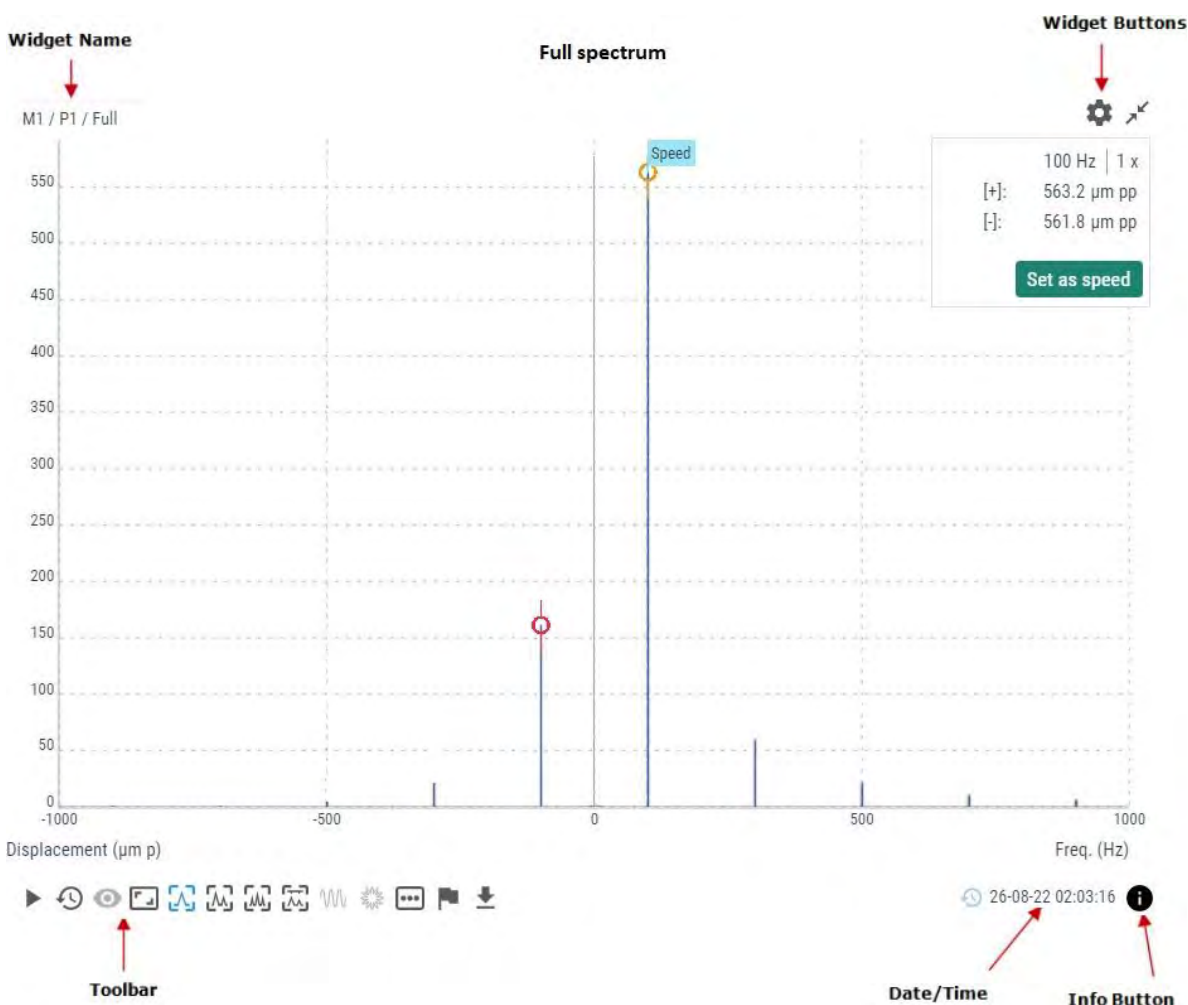 Widget Buttons
Widget Name
Full spectrum
M1 / P1 / Full
Speed
100 Hz | 1 x
[+]: 563.2 µm pp
[-]: 561.8 µm pp
Set as speed
550
500
450
400
350
300
250
200
150
100
50
0
-1000 -500 0 500 1000
Displacement (µm p) Freq. (Hz)
26-08-22 02:03:16
Toolbar
Date/Time
Info Button